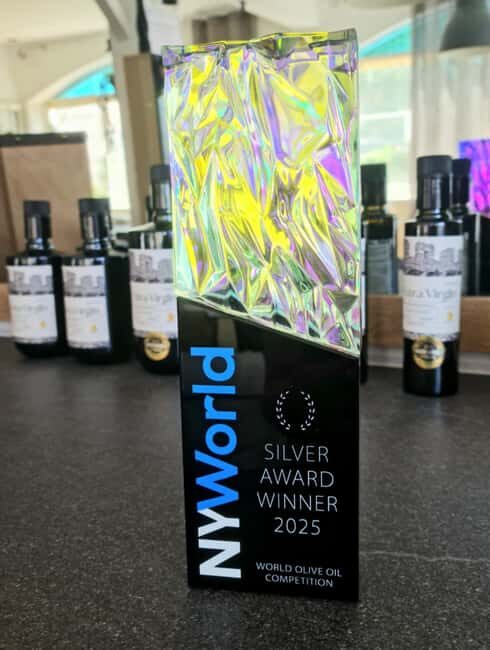 NYWorld
SILVER
AWARD
WINNER
2025
WORLD OLIVE OIL
COMPETITION